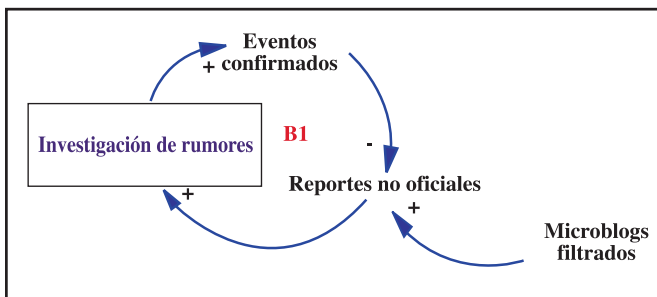 Eventos
+ confirmados
Investigación de rumores
B1
-
+
Reportes no oficiales
+
Microblogs
filtrados